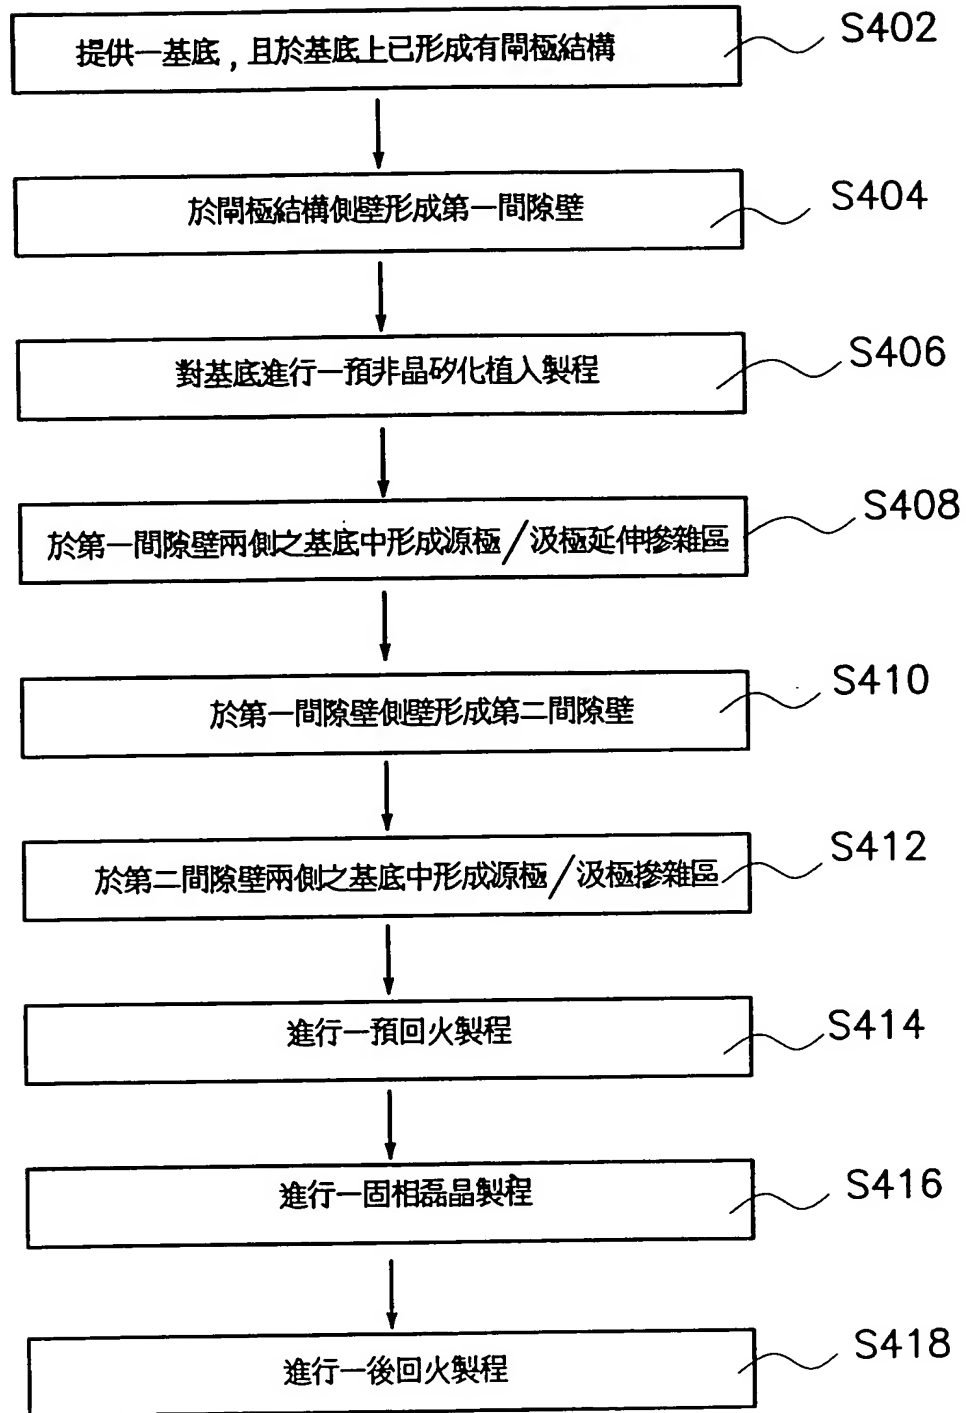 提供一基底,且於基底上已形成有閘極結構
S402
於閘極結構側壁形成第一間隙壁
S404
對基底進行一預非晶矽化植入製程
S406
於第一間隙壁兩側之基底中形成源極/汲極延伸摻雜區
S408
於第一間隙壁側壁形成第二間隙壁
S410
於第二間隙壁兩側之基底中形成源極/汲極摻雜區
S412
進行一預回火製程
S414
進行一固相磊晶製程
S416
進行一後回火製程
S418